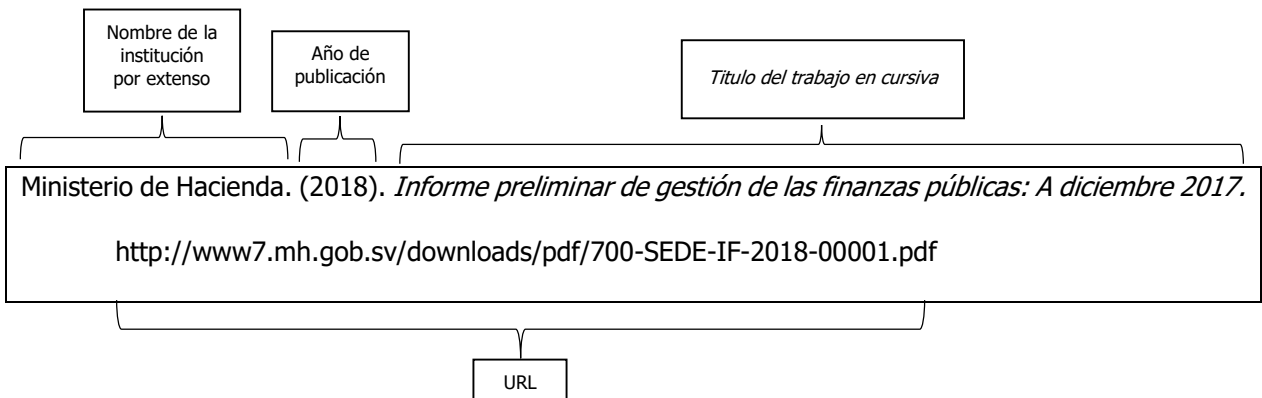 Nombre de la
institución
por extenso
Año de
publicación
Titulo del trabajo en cursiva
Ministerio de Hacienda. (2018). Informe preliminar de gestión de las finanzas públicas: A diciembre 2017.
http://www7.mh.gob.sv/downloads/pdf/700-SEDE-IF-2018-00001.pdf
URL